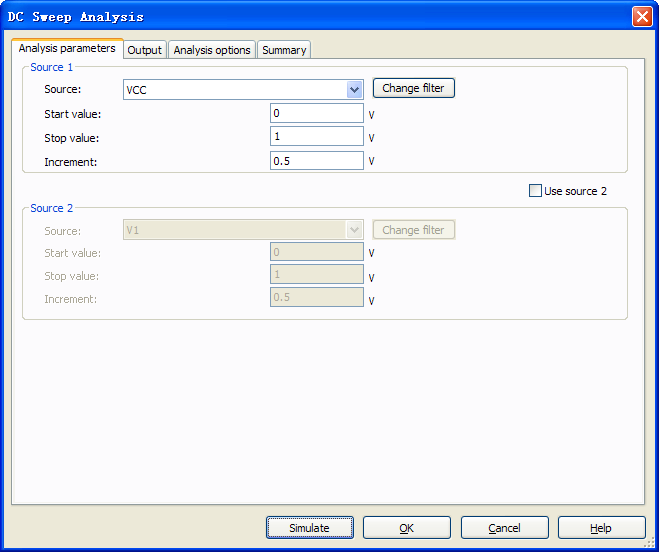 DC Sweep Analysis
Analysis parameters Output Analysis options Summary
Source 1
Source: VCC Change filter
Start value: 0 V
Stop value: 1 V
Increment: 0.5 V
Use source 2
Source 2
Source: V1 Change filter
Start value: 0 V
Stop value: 1 V
Increment: 0.5 V
Simulate OK Cancel Help